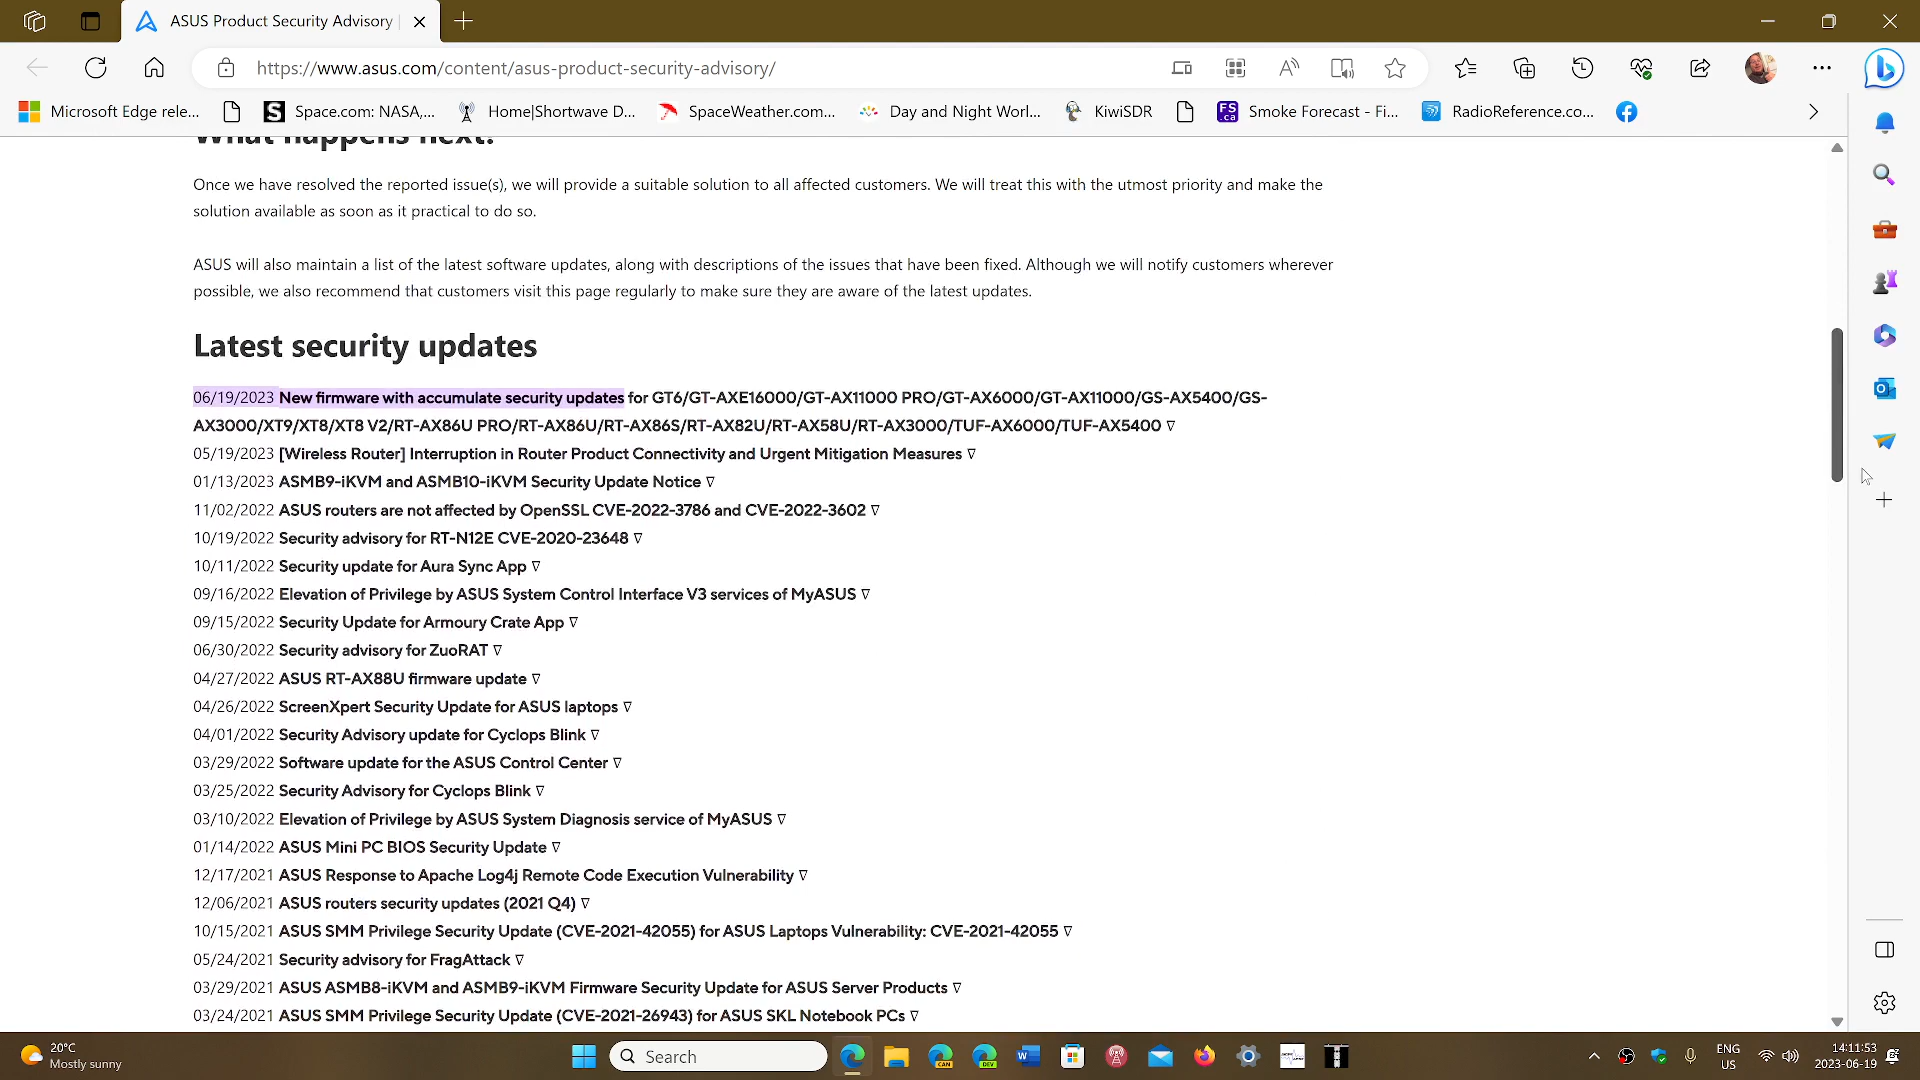 ASUS Product Security Advisory
https://www.asus.com/content/asus-product-security-advisory/
Microsoft Edge rele...
Space.com: NASA,...
Home|Shortwave D...
SpaceWeather.com...
Day and Night Worl...
KiwiSDR
FS.ca
Smoke Forecast - Fi...
RadioReference.co...
What happens next?
Once we have resolved the reported issue(s), we will provide a suitable solution to all affected customers. We will treat this with the utmost priority and make the
solution available as soon as it practical to do so.
ASUS will also maintain a list of the latest software updates, along with descriptions of the issues that have been fixed. Although we will notify customers wherever
possible, we also recommend that customers visit this page regularly to make sure they are aware of the latest updates.
Latest security updates
06/19/2023 New firmware with accumulate security updates for GT6/GT-AXE16000/GT-AX11000 PRO/GT-AX6000/GT-AX11000/GS-AX5400/GS-
AX3000/XT9/XT8/XT8 V2/RT-AX86U PRO/RT-AX86U/RT-AX86S/RT-AX82U/RT-AX58U/RT-AX3000/TUF-AX6000/TUF-AX5400 ∇
05/19/2023 [Wireless Router] Interruption in Router Product Connectivity and Urgent Mitigation Measures ∇
01/13/2023 ASMB9-iKVM and ASMB10-iKVM Security Update Notice ∇
11/02/2022 ASUS routers are not affected by OpenSSL CVE-2022-3786 and CVE-2022-3602 ∇
10/19/2022 Security advisory for RT-N12E CVE-2020-23648 ∇
10/11/2022 Security update for Aura Sync App ∇
09/16/2022 Elevation of Privilege by ASUS System Control Interface V3 services of MyASUS ∇
09/15/2022 Security Update for Armoury Crate App ∇
06/30/2022 Security advisory for ZuoRAT ∇
04/27/2022 ASUS RT-AX88U firmware update ∇
04/26/2022 ScreenXpert Security Update for ASUS laptops ∇
04/01/2022 Security Advisory update for Cyclops Blink ∇
03/29/2022 Software update for the ASUS Control Center ∇
03/25/2022 Security Advisory for Cyclops Blink ∇
03/10/2022 Elevation of Privilege by ASUS System Diagnosis service of MyASUS ∇
01/14/2022 ASUS Mini PC BIOS Security Update ∇
12/17/2021 ASUS Response to Apache Log4j Remote Code Execution Vulnerability ∇
12/06/2021 ASUS routers security updates (2021 Q4) ∇
10/15/2021 ASUS SMM Privilege Security Update (CVE-2021-42055) for ASUS Laptops Vulnerability: CVE-2021-42055 ∇
05/24/2021 Security advisory for FragAttack ∇
03/29/2021 ASUS ASMB8-iKVM and ASMB9-iKVM Firmware Security Update for ASUS Server Products ∇
03/24/2021 ASUS SMM Privilege Security Update (CVE-2021-26943) for ASUS SKL Notebook PCs ∇
20°C
Mostly sunny
Search
CAN
DEV
ENG
US
14:11:53
2023-06-19